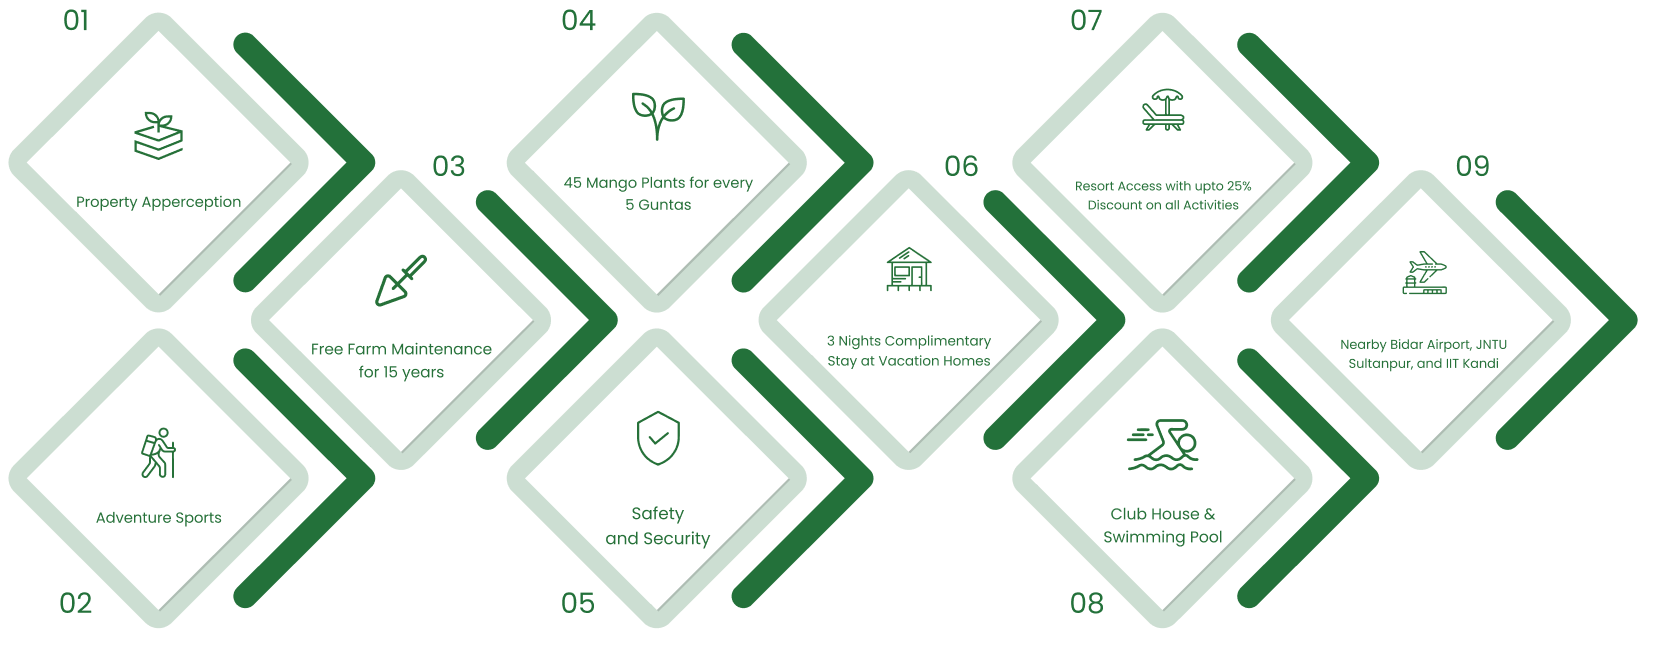 01
Property Apperception
02
Adventure Sports
03
Free Farm Maintenance
for 15 years
04
45 Mango Plants for every
5 Guntas
05
Safety
and Security
06
3 Nights Complimentary
Stay at Vacation Homes
07
Resort Access with upto 25%
Discount on all Activities
08
Club House &
Swimming Pool
09
Nearby Bidar Airport, JNTU
Sultanpur, and IIT Kandi